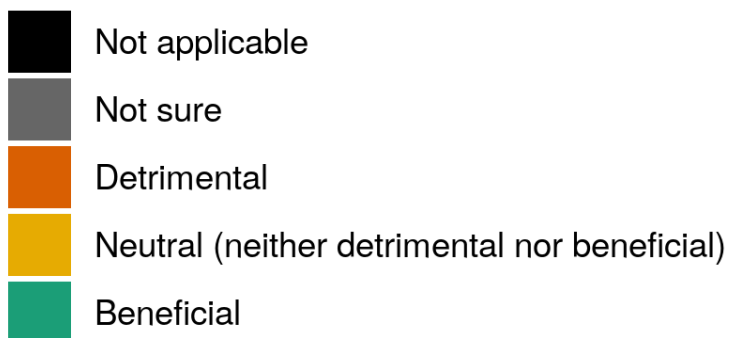 Not applicable
Not sure
Detrimental
Neutral (neither detrimental nor beneficial)
Beneficial